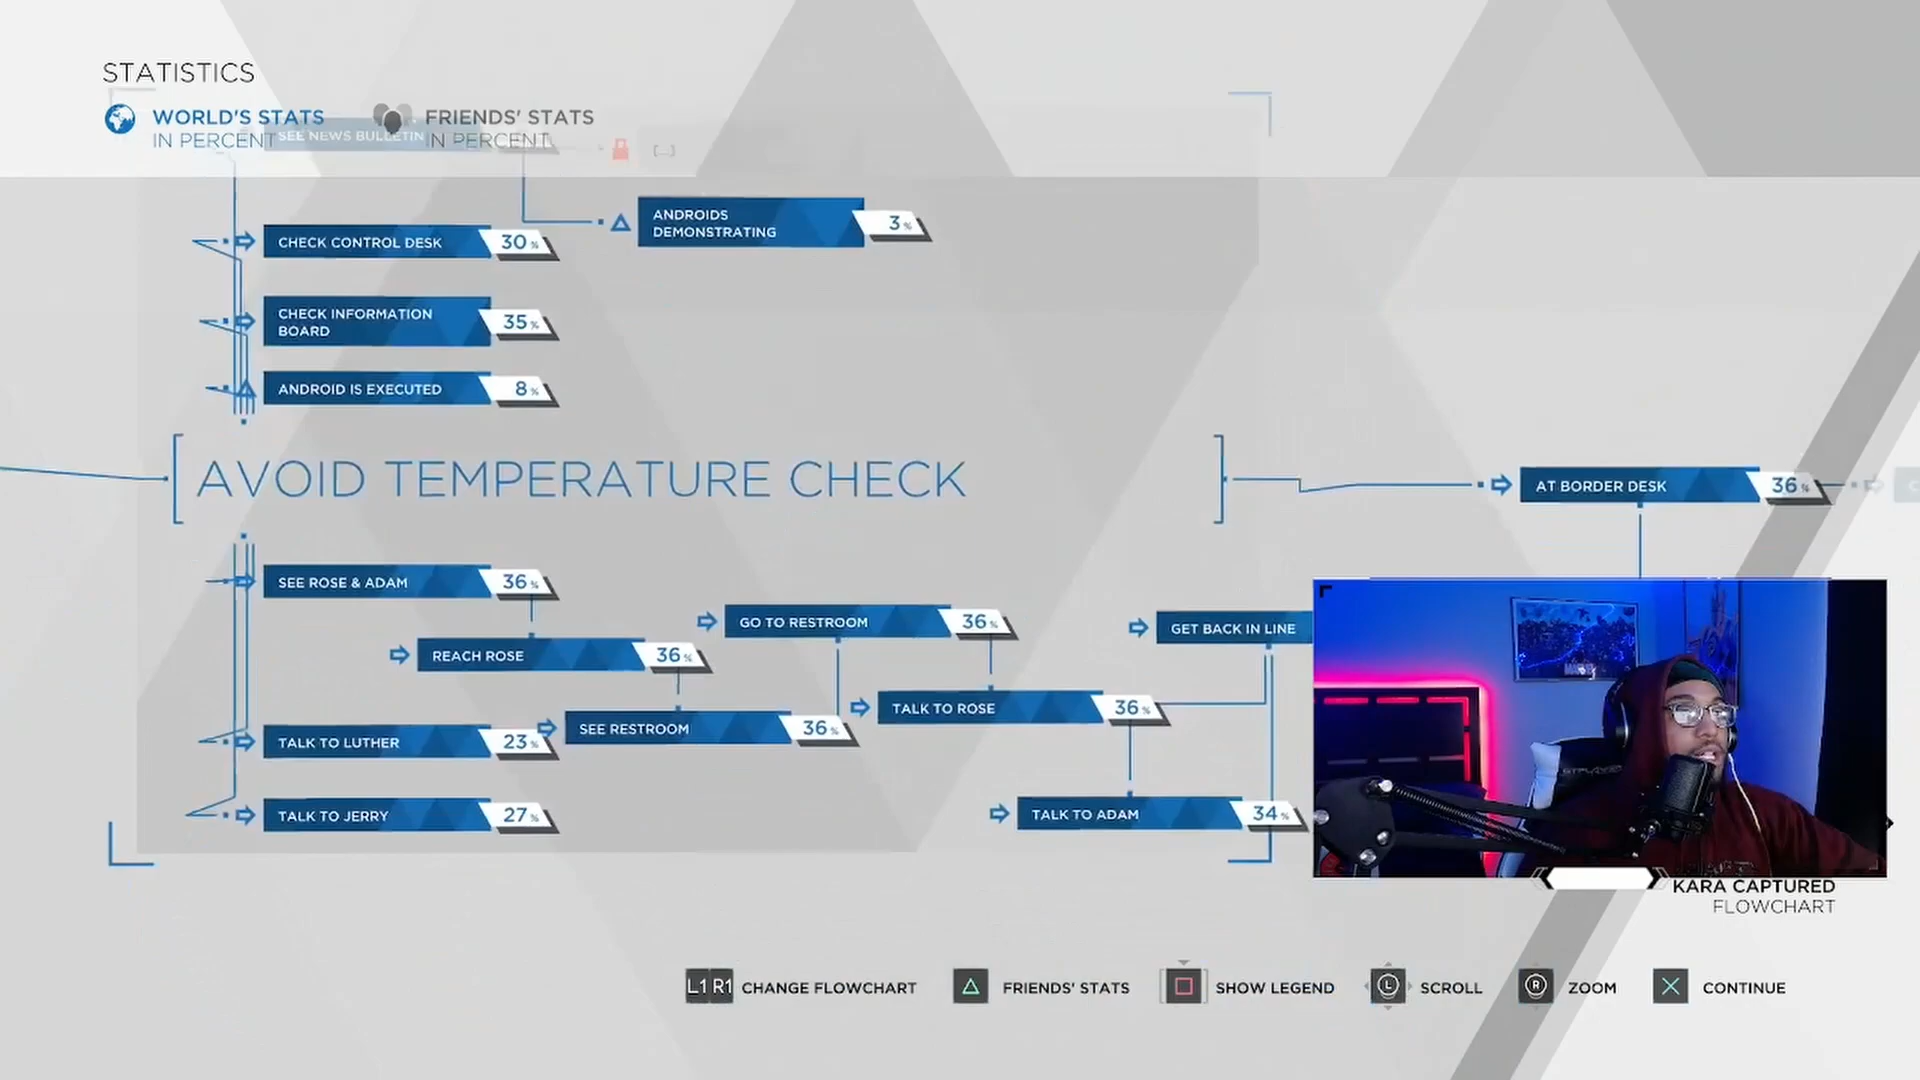 STATISTICS
WORLD'S STATS
IN PERCENT
FRIENDS' STATS
IN PERCENT
SEE NEWS BULLETIN
ANDROIDS
DEMONSTRATING
3%
CHECK CONTROL DESK 30%
CHECK INFORMATION
BOARD
35%
ANDROID IS EXECUTED 8%
AVOID TEMPERATURE CHECK
AT BORDER DESK 36%
SEE ROSE & ADAM 36%
GO TO RESTROOM 36%
GET BACK IN LINE
REACH ROSE 36%
TALK TO ROSE 36%
SEE RESTROOM 36%
TALK TO LUTHER 23%
TALK TO ADAM 34%
TALK TO JERRY 27%
KARA CAPTURED
FLOWCHART
L1 R1 CHANGE FLOWCHART
FRIENDS' STATS
SHOW LEGEND
L SCROLL
R ZOOM
CONTINUE